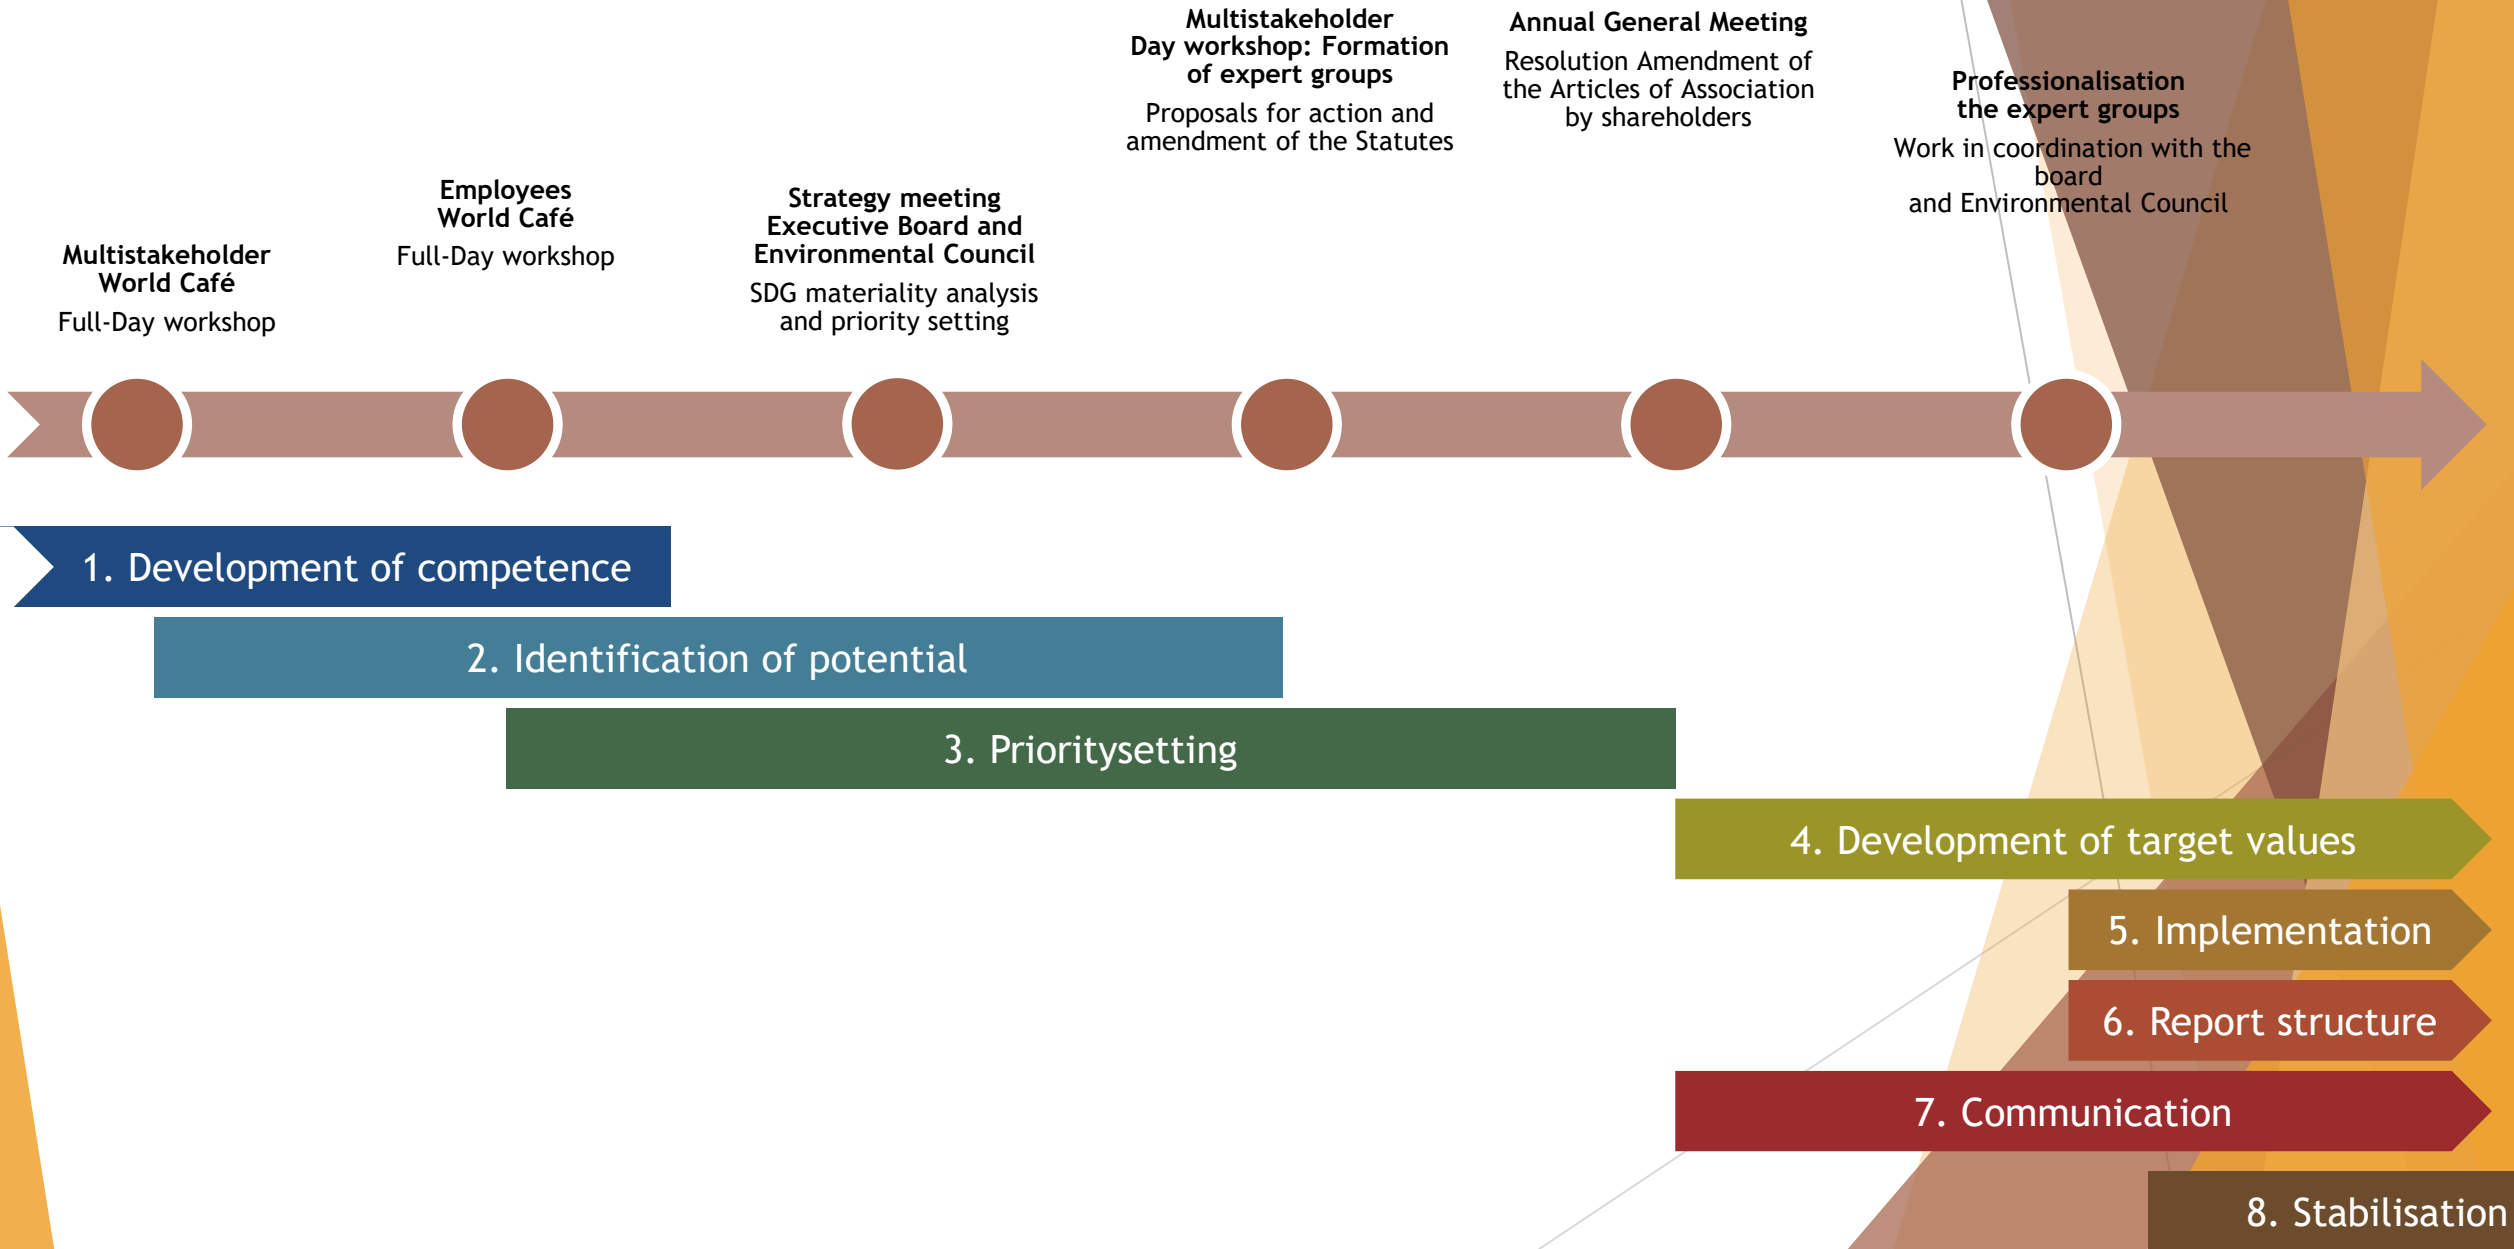 Multistakeholder
World Café
Full-Day workshop
Employees
World Café
Full-Day workshop
Strategy meeting
Executive Board and
Environmental Council
SDG materiality analysis
and priority setting
Multistakeholder
Day workshop: Formation
of expert groups
Proposals for action and
amendment of the Statutes
Annual General Meeting
Resolution Amendment of
the Articles of Association
by shareholders
Professionalisation
the expert groups
Work in coordination with the
board
and Environmental Council
1. Development of competence
2. Identification of potential
3. Prioritysetting
4. Development of target values
5. Implementation
6. Report structure
7. Communication
8. Stabilisation